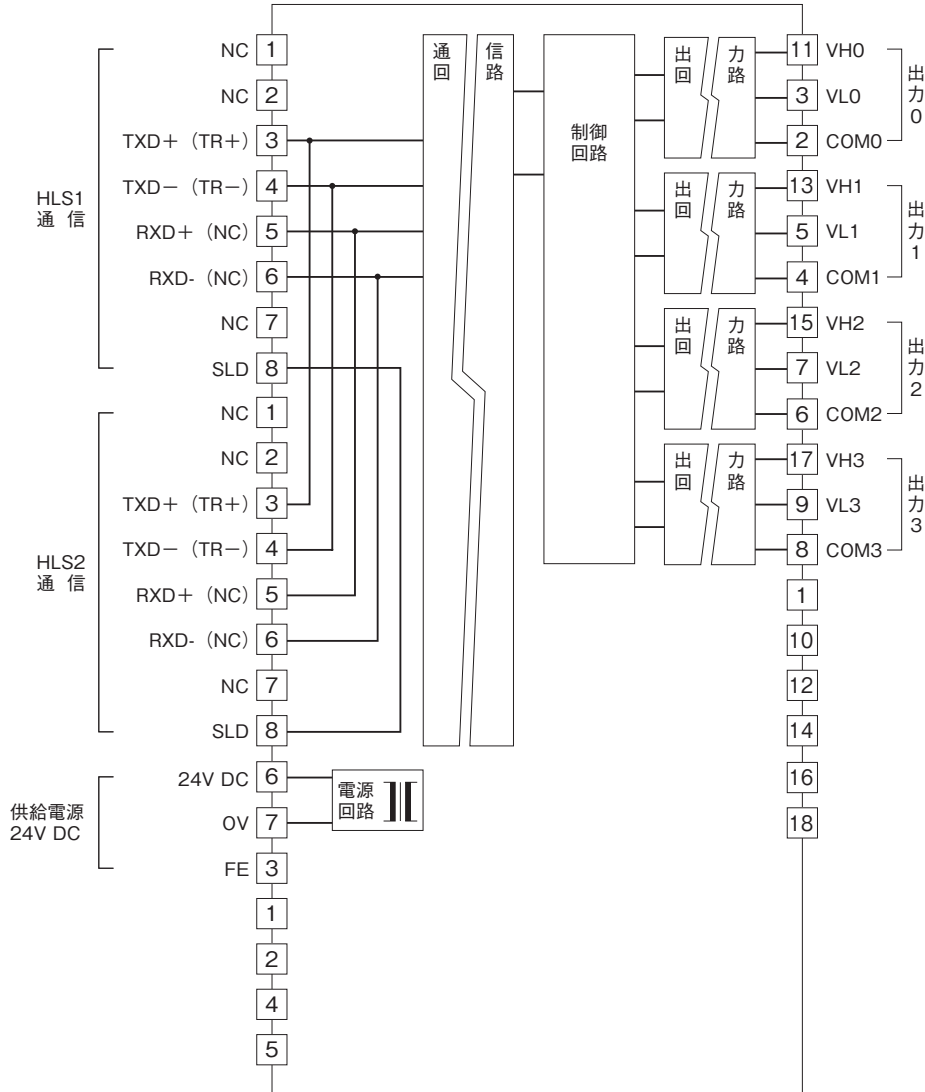 HLS1
通 信
NC 1
NC 2
TXD＋（TR＋） 3
TXD－（TR－） 4
RXD＋（NC） 5
RXD-（NC） 6
NC 7
SLD 8
HLS2
通 信
NC 1
NC 2
TXD＋（TR＋） 3
TXD－（TR－） 4
RXD＋（NC） 5
RXD-（NC） 6
NC 7
SLD 8
供給電源
24V DC
24V DC 6
0V 7
FE 3
1
2
4
5
電源
回路
通 信
回 路
制御
回路
出 力
回 路
11 VH0
3 VL0
2 COM0
出力0
出 力
回 路
13 VH1
5 VL1
4 COM1
出力1
出 力
回 路
15 VH2
7 VL2
6 COM2
出力2
出 力
回 路
17 VH3
9 VL3
8 COM3
出力3
1
10
12
14
16
18